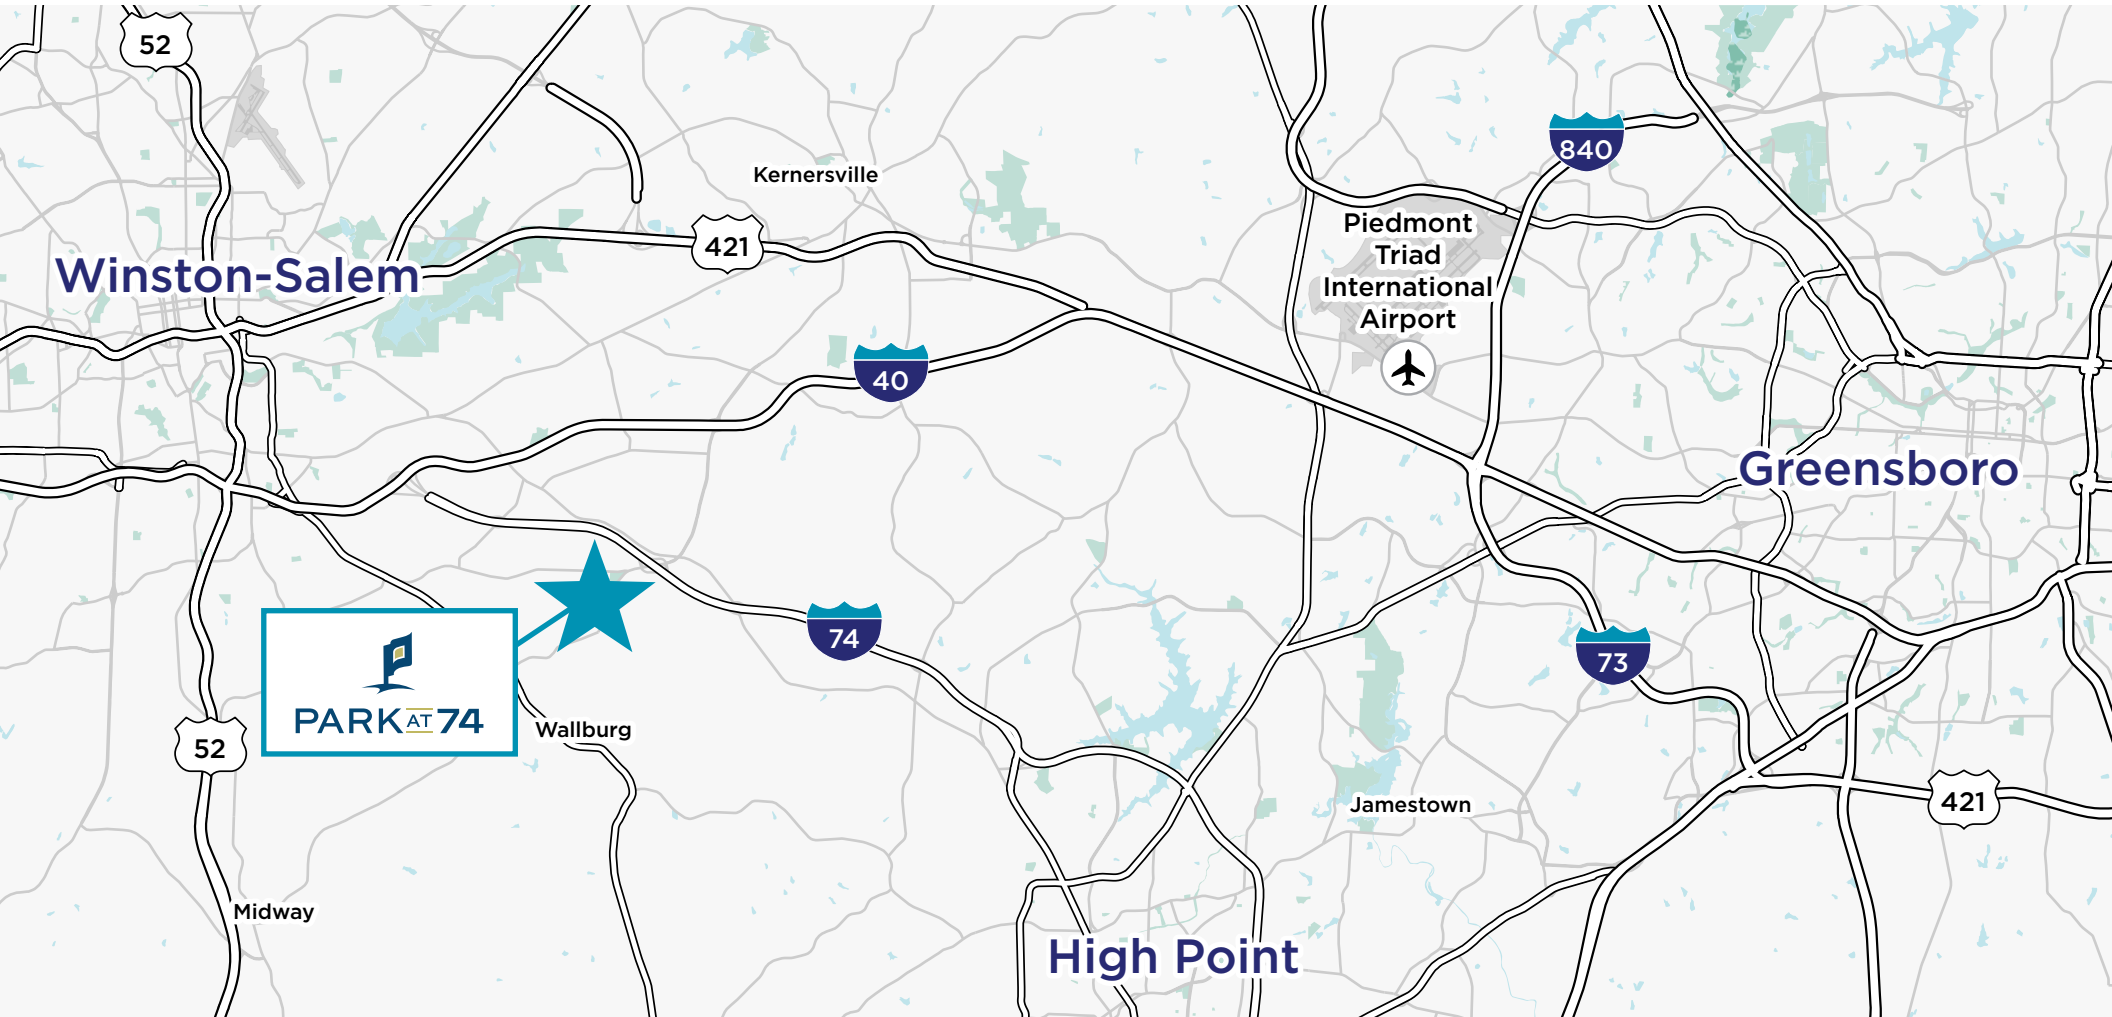 52
840
Kernersville
Piedmont
Triad
International
Airport
421
Winston-Salem
40
Greensboro
74
73
PARK AT 74
Wallburg
52
421
Jamestown
Midway
High Point